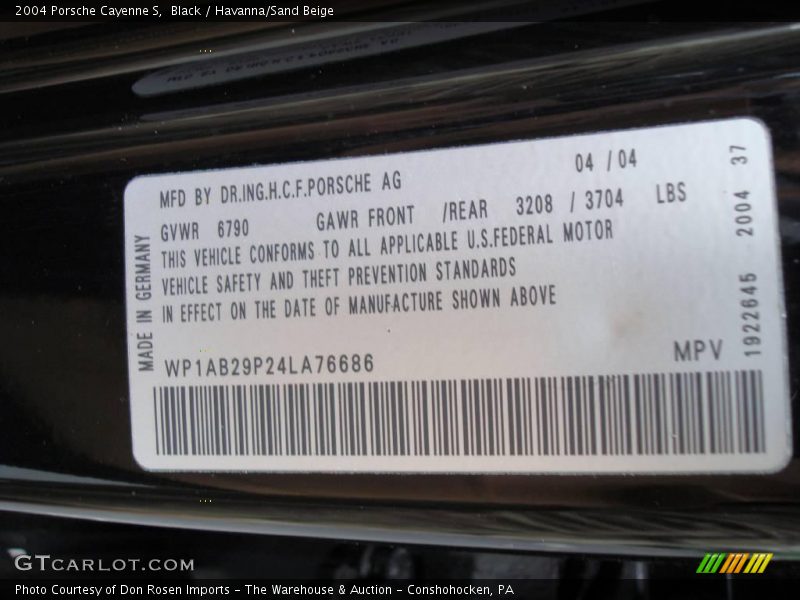 2004 Porsche Cayenne S, Black / Havanna/Sand Beige
MFD BY DR.ING.H.C.F.PORSCHE AG 04 /04
GVWR 6790 GAWR FRONT /REAR 3208 / 3704 LBS
THIS VEHICLE CONFORMS TO ALL APPLICABLE U.S.FEDERAL MOTOR
VEHICLE SAFETY AND THEFT PREVENTION STANDARDS
IN EFFECT ON THE DATE OF MANUFACTURE SHOWN ABOVE
WP1AB29P24LA76686 MPV
MADE IN GERMANY
1922645 2004 37
GTCARLOT.COM
Photo Courtesy of Don Rosen Imports - The Warehouse & Auction - Conshohocken, PA